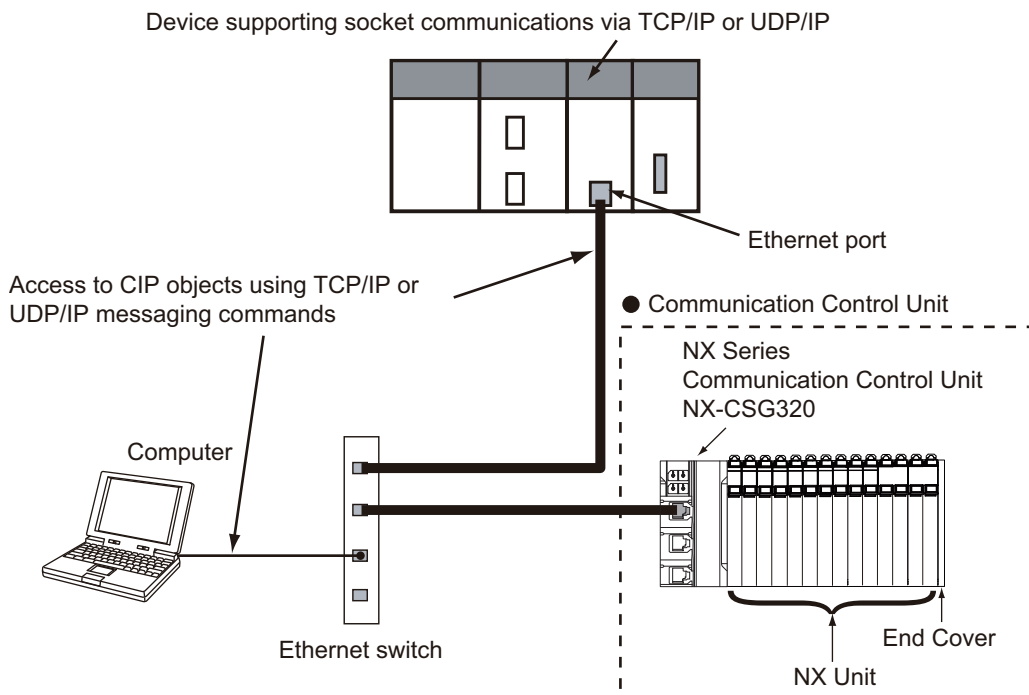 Device supporting socket communications via TCP/IP or UDP/IP
Ethernet port
Access to CIP objects using TCP/IP or
UDP/IP messaging commands
● Communication Control Unit
NX Series
Communication Control Unit
NX-CSG320
Computer
Ethernet switch
End Cover
NX Unit